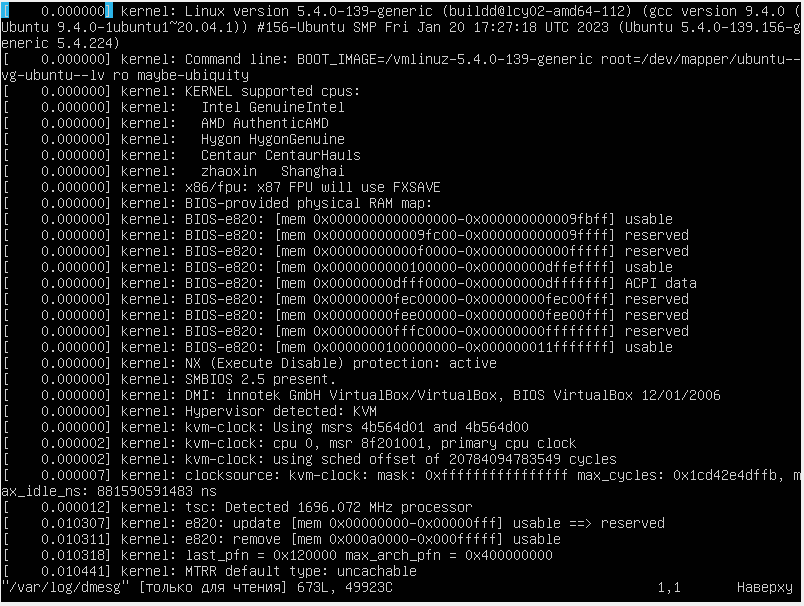 [    0.000000] kernel: Linux version 5.4.0-139-generic (buildd@lcy02-amd64-112) (gcc version 9.4.0 (
Ubuntu 9.4.0-1ubuntu1~20.04.1)) #156-Ubuntu SMP Fri Jan 20 17:27:18 UTC 2023 (Ubuntu 5.4.0-139.156-g
eneric 5.4.224)
[    0.000000] kernel: Command line: BOOT_IMAGE=/vmlinuz-5.4.0-139-generic root=/dev/mapper/ubuntu--
vg-ubuntu--lv ro maybe-ubiquity
[    0.000000] kernel: KERNEL supported cpus:
[    0.000000] kernel:   Intel GenuineIntel
[    0.000000] kernel:   AMD AuthenticAMD
[    0.000000] kernel:   Hygon HygonGenuine
[    0.000000] kernel:   Centaur CentaurHauls
[    0.000000] kernel:   zhaoxin   Shanghai
[    0.000000] kernel: x86/fpu: x87 FPU will use FXSAVE
[    0.000000] kernel: BIOS-provided physical RAM map:
[    0.000000] kernel: BIOS-e820: [mem 0x0000000000000000-0x000000000009fbff] usable
[    0.000000] kernel: BIOS-e820: [mem 0x000000000009fc00-0x000000000009ffff] reserved
[    0.000000] kernel: BIOS-e820: [mem 0x00000000000f0000-0x00000000000fffff] reserved
[    0.000000] kernel: BIOS-e820: [mem 0x0000000000100000-0x00000000dffeffff] usable
[    0.000000] kernel: BIOS-e820: [mem 0x00000000dfff0000-0x00000000dfffffff] ACPI data
[    0.000000] kernel: BIOS-e820: [mem 0x00000000fec00000-0x00000000fec00fff] reserved
[    0.000000] kernel: BIOS-e820: [mem 0x00000000fee00000-0x00000000fee00fff] reserved
[    0.000000] kernel: BIOS-e820: [mem 0x00000000fffc0000-0x00000000ffffffff] reserved
[    0.000000] kernel: BIOS-e820: [mem 0x0000000100000000-0x000000011fffffff] usable
[    0.000000] kernel: NX (Execute Disable) protection: active
[    0.000000] kernel: SMBIOS 2.5 present.
[    0.000000] kernel: DMI: innotek GmbH VirtualBox/VirtualBox, BIOS VirtualBox 12/01/2006
[    0.000000] kernel: Hypervisor detected: KVM
[    0.000000] kernel: kvm-clock: Using msrs 4b564d01 and 4b564d00
[    0.000002] kernel: kvm-clock: cpu 0, msr 8f201001, primary cpu clock
[    0.000002] kernel: kvm-clock: using sched offset of 20784094783549 cycles
[    0.000007] kernel: clocksource: kvm-clock: mask: 0xffffffffffffffff max_cycles: 0x1cd42e4dffb, m
ax_idle_ns: 881590591483 ns
[    0.000012] kernel: tsc: Detected 1696.072 MHz processor
[    0.010307] kernel: e820: update [mem 0x00000000-0x00000fff] usable ==> reserved
[    0.010311] kernel: e820: remove [mem 0x000a0000-0x000fffff] usable
[    0.010318] kernel: last_pfn = 0x120000 max_arch_pfn = 0x400000000
[    0.010441] kernel: MTRR default type: uncachable
"/var/log/dmesg" [только для чтения] 673L, 49923C    1,1    Наверху